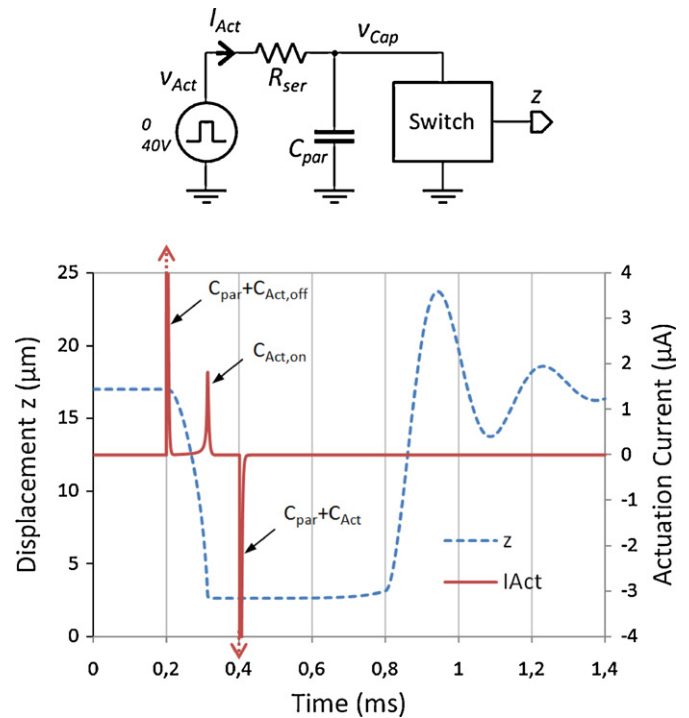 I_Act
v_Cap
R_ser
v_Act
z
Switch
0
40V
C_par
25
20
15
10
5
0
4
3
2
1
0
-1
-2
-3
-4
C_par+C_Act,off
C_Act,on
C_par+C_Act
z
IAct
Displacement z (μm)
Actuation Current (μA)
0
0,2
0,4
0,6
0,8
1
1,2
1,4
Time (ms)